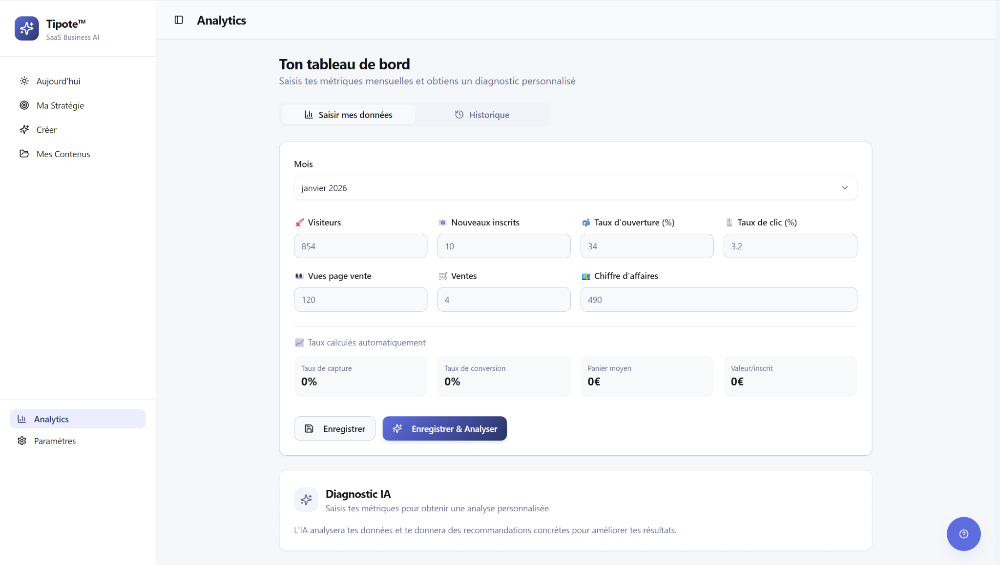 Tipote™
SaaS Business AI
Aujourd'hui
Ma Stratégie
Créer
Mes Contenus
Analytics
Paramètres
Analytics
Ton tableau de bord
Saisis tes métriques mensuelles et obtiens un diagnostic personnalisé
Saisir mes données
Historique
Mois
janvier 2026
Visiteurs
Nouveaux inscrits
Taux d'ouverture (%)
Taux de clic (%)
854
10
34
3.2
Vues page vente
Ventes
Chiffre d'affaires
120
4
490
Taux calculés automatiquement
Taux de capture
0%
Taux de conversion
0%
Panier moyen
0€
Valeur/inscrit
0€
Enregistrer
Enregistrer & Analyser
Diagnostic IA
Saisis tes métriques pour obtenir une analyse personnalisée
L'IA analysera tes données et te donnera des recommandations concrètes pour améliorer tes résultats.